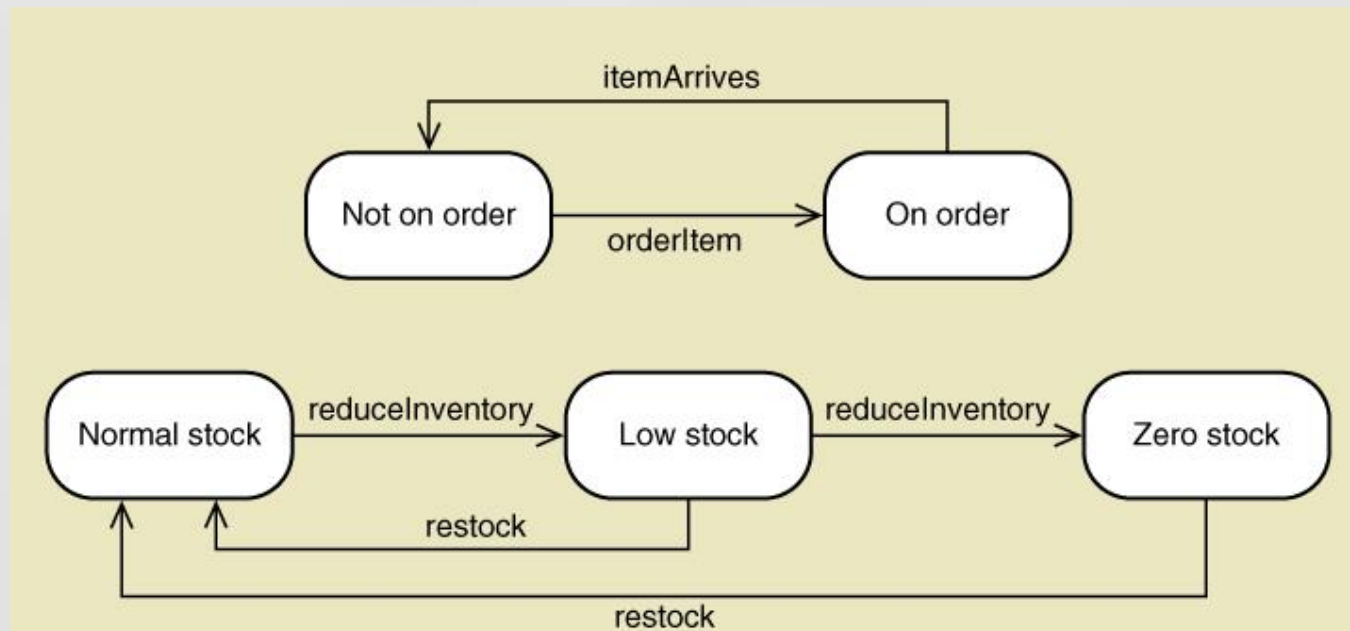 itemArrives
Not on order
On order
orderItem
reduceInventory
reduceInventory
Normal stock
Low stock
Zero stock
restock
restock